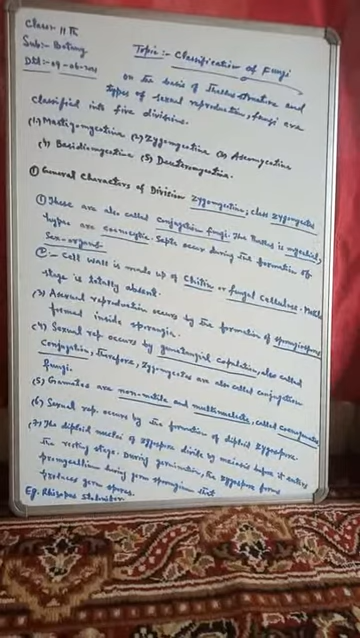 Class:- 11th
Sub:- Botany
Topic:- Classification of Fungi
On the basis of Thallus structure and
types of sexual reproduction, fungi are
classified into five divisions.
(1) Mastigomycotina (2) Zygomycotina (3) Ascomycotina
(4) Basidiomycotina (5) Deuteromycotina.
① General Characters of Division Zygomycotina; class Zygomycetes
① These are also called conjugation fungi. The thallus is mycelial,
hyphae are coenocytic. Septa occur during the formation of
Sex-organs.
②:- Cell wall is made up of Chitin or fungal cellulose. Motile
stage is totally absent.
(3) Asexual reproduction occurs by the formation of sporangiospores
formed inside sporangia.
(4) Sexual rep. occurs by gametangial copulation, also called
Conjugation, therefore, Zygomycetes are also called conjugation
fungi.
(5) Gametes are non-motile and multinucleate, called
(6) Sexual rep. occurs by the formation of diploid Zygospore
(7) The diploid nuclei of zygospore divide by meiosis before it enters
the resting stage. During germination, the zygospore forms
promycelium during germ sporangium that
produces germ spores.
Eg. Rhizopus stolonifer